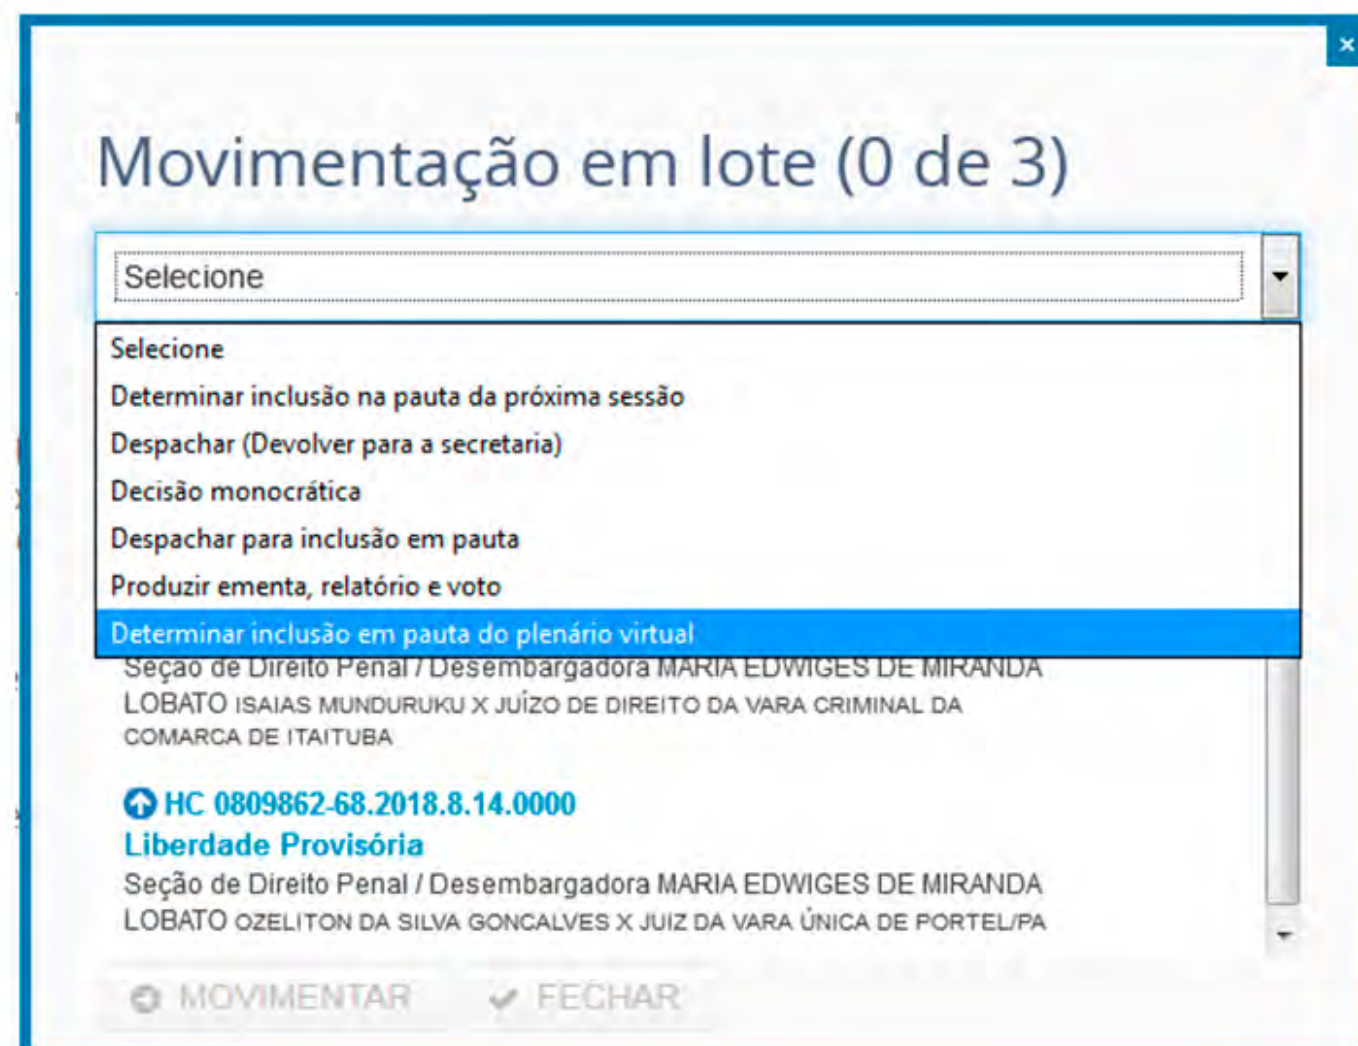 ×
Movimentação em lote (0 de 3)
Selecione
Selecione
Determinar inclusão na pauta da próxima sessão
Despachar (Devolver para a secretaria)
Decisão monocrática
Despachar para inclusão em pauta
Produzir ementa, relatório e voto
Determinar inclusão em pauta do plenário virtual
Seção de Direito Penal / Desembargadora MARIA EDWIGES DE MIRANDA
LOBATO ISAIAS MUNDURUKU X JUÍZO DE DIREITO DA VARA CRIMINAL DA
COMARCA DE ITAITUBA
HC 0809862-68.2018.8.14.0000
Liberdade Provisória
Seção de Direito Penal / Desembargadora MARIA EDWIGES DE MIRANDA
LOBATO OZELITON DA SILVA GONCALVES X JUIZ DA VARA ÚNICA DE PORTEL/PA
MOVIMENTAR FECHAR